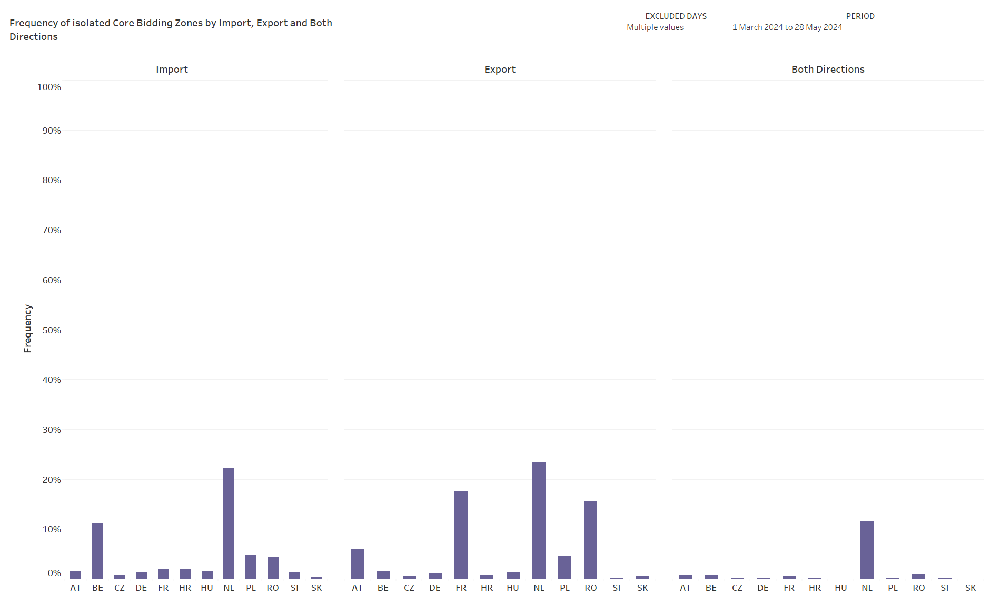 Frequency of isolated Core Bidding Zones by Import, Export and Both
Directions
EXCLUDED DAYS
Multiple values
PERIOD
1 March 2024 to 28 May 2024
Import
Export
Both Directions
Frequency
100%
90%
80%
70%
60%
50%
40%
30%
20%
10%
0%
AT BE CZ DE FR HR HU NL PL RO SI SK
AT BE CZ DE FR HR HU NL PL RO SI SK
AT BE CZ DE FR HR HU NL PL RO SI SK